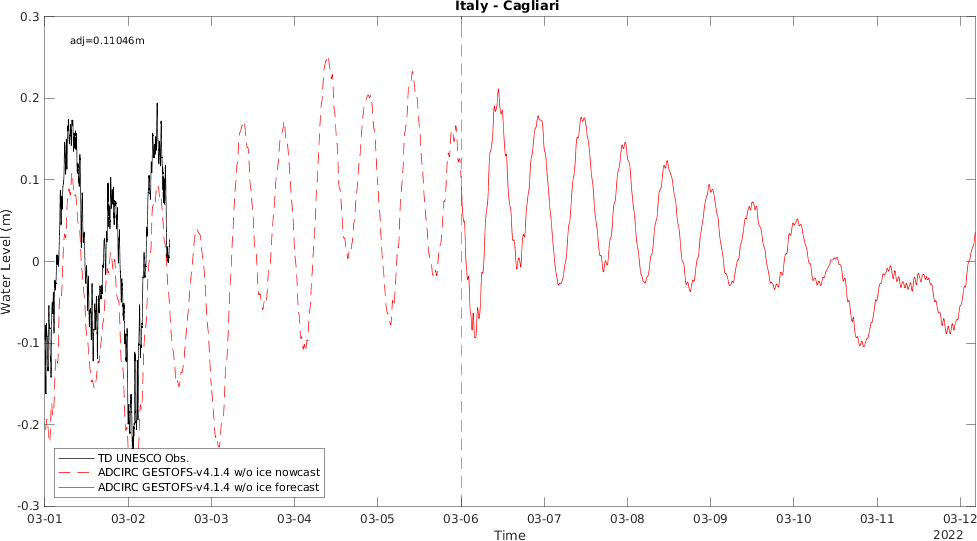 Italy - Cagliari
adj=0.11046m
0.3
0.2
0.1
0
-0.1
-0.2
-0.3
Water Level (m)
TD UNESCO Obs.
ADCIRC GESTOFS-v4.1.4 w/o ice nowcast
ADCIRC GESTOFS-v4.1.4 w/o ice forecast
03-01 03-02 03-03 03-04 03-05 03-06 03-07 03-08 03-09 03-10 03-11 03-12
Time
2022